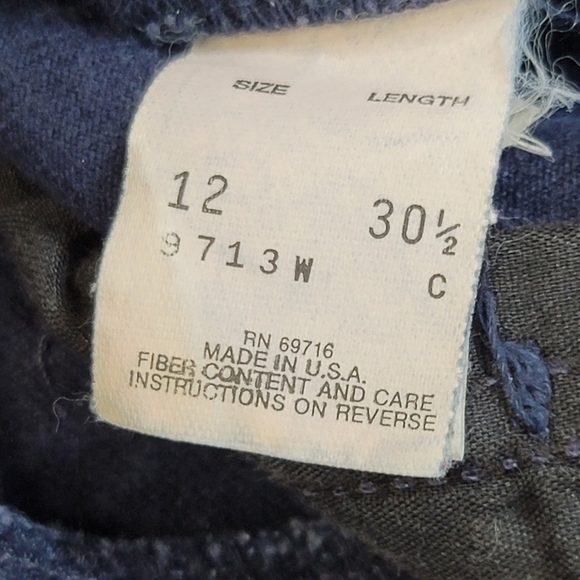 SIZE LENGTH
12 30½
9713W C
RN 69716
MADE IN U.S.A.
FIBER CONTENT AND CARE
INSTRUCTIONS ON REVERSE